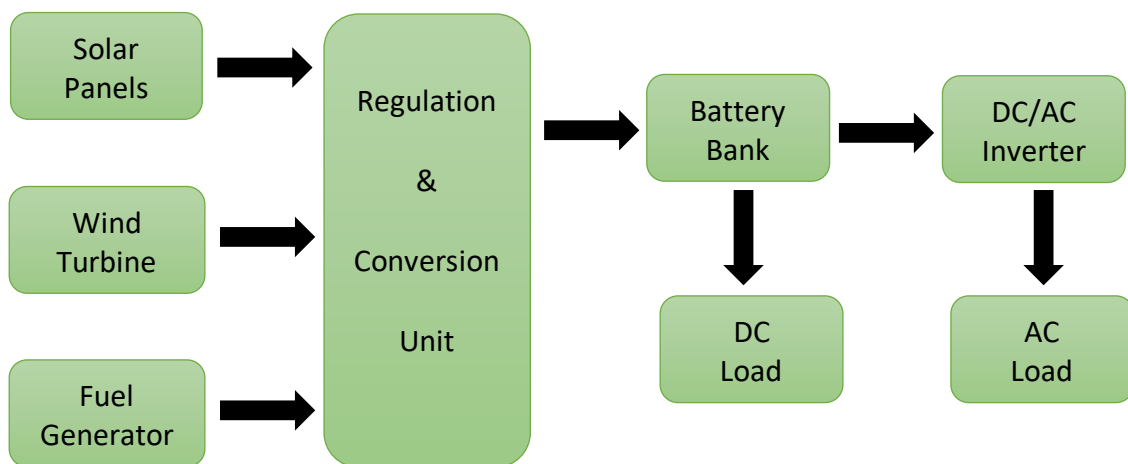 Solar
Panels
Wind
Turbine
Fuel
Generator
Regulation
&
Conversion
Unit
Battery
Bank
DC/AC
Inverter
DC
Load
AC
Load